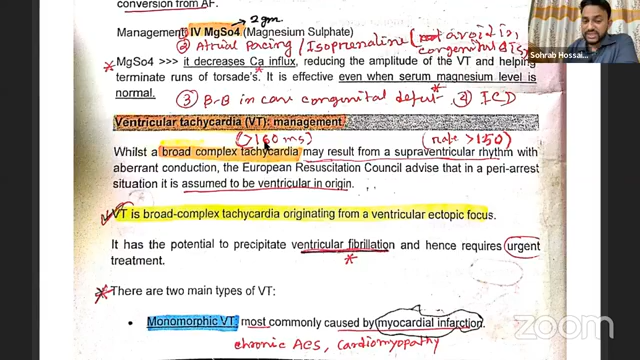 conversion from AF).
→ 2 gm
Management: IV MgSo4 (Magnesium Sulphate)
② Atrial Pacing / Isoprenaline ( avoid is, congenital dis)
Sohrab Hossai...
* MgSO4 >>> it decreases Ca influx, reducing the amplitude of the VT and helping
terminate runs of torsade's.* It is effective even when serum magnesium level is
normal.
③ B-B in case congenital defect * ④ ICD
Ventricular tachycardia (VT): management
(>160 ms) (rate >150)
Whilst a broad complex tachycardia may result from a supraventricular rhythm with
aberrant conduction, the European Resuscitation Council advise that in a peri-arrest
situation it is assumed to be ventricular in origin.
VT is broad-complex tachycardia originating from a ventricular ectopic focus.
It has the potential to precipitate ventricular fibrillation and hence requires urgent
treatment. *
* There are two main types of VT:
• Monomorphic VT: most commonly caused by myocardial infarction.
chronic ACS, Cardiomyopathy
zoom